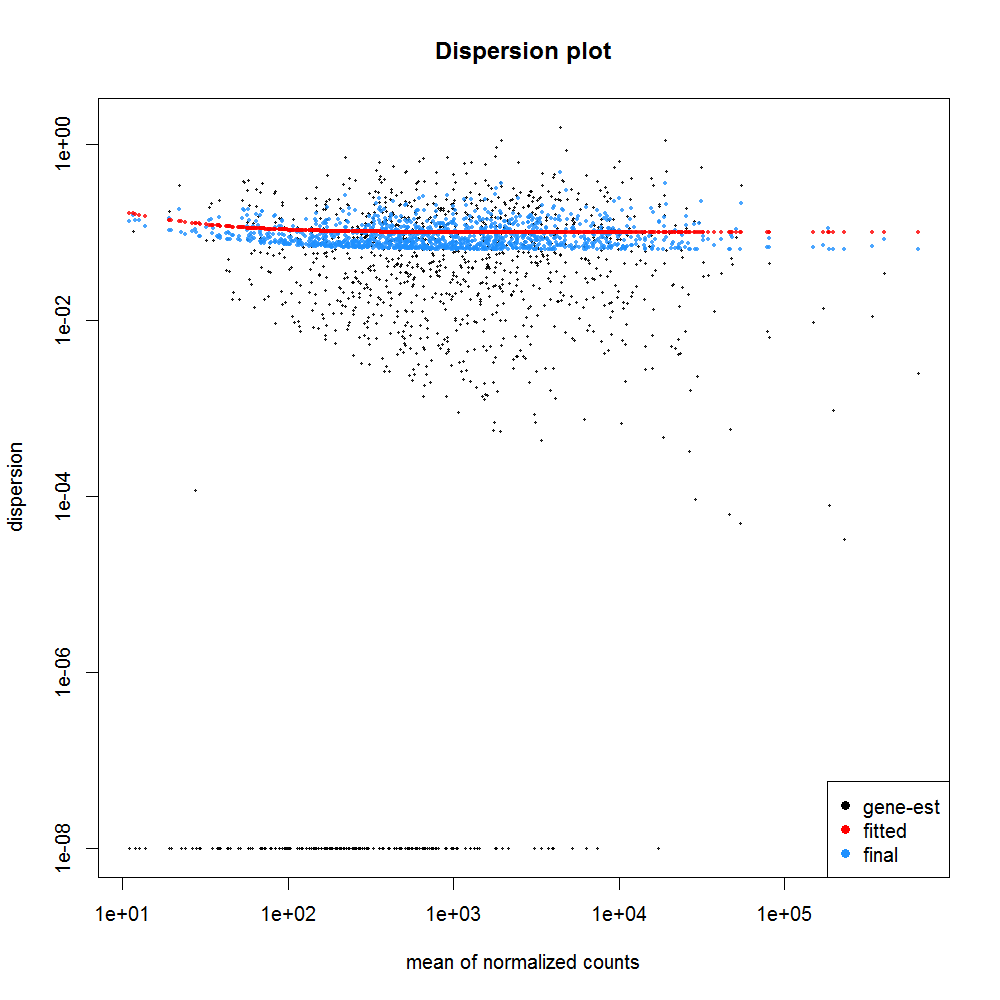 Dispersion plot
1e+00
1e-02
1e-04
1e-06
1e-08
dispersion
gene-est
fitted
final
1e+01 1e+02 1e+03 1e+04 1e+05
mean of normalized counts